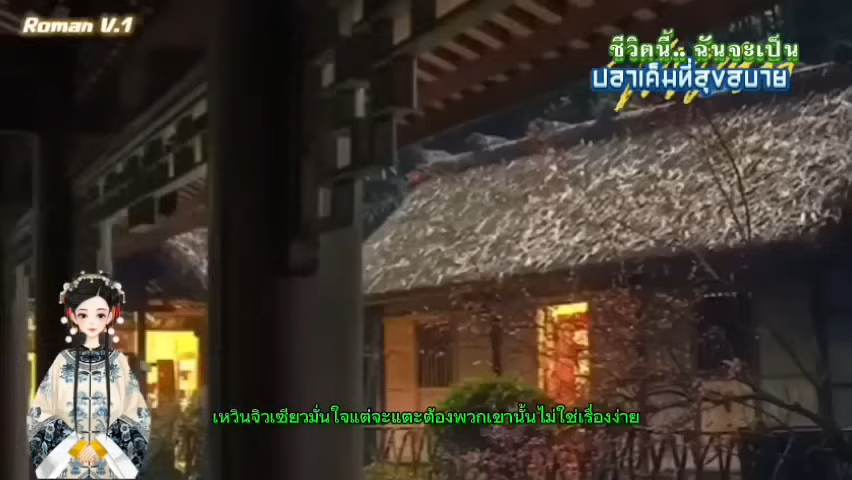 Roman V.1
ชีวิตนี้.. ฉันจะเป็น
ปลาเค็มที่สุขสบาย
เหวินจิวเซียวมั่นใจแต่จะแตะต้องพวกเขานั้นไม่ใช่เรื่องง่าย